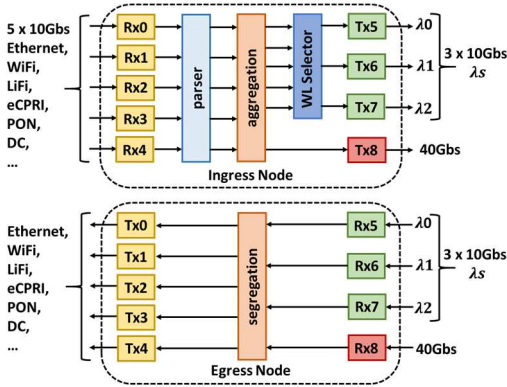 5 x 10Gbs
Ethernet,
WiFi,
LiFi,
eCPRI,
PON,
DC,
...
Rx0
Rx1
Rx2
Rx3
Rx4
parser
aggregation
WL Selector
Tx5
Tx6
Tx7
Tx8
λ0
λ1
λ2
3 x 10Gbs
λs
40Gbs
Ingress Node
Ethernet,
WiFi,
LiFi,
eCPRI,
PON,
DC,
...
Tx0
Tx1
Tx2
Tx3
Tx4
segregation
Rx5
Rx6
Rx7
Rx8
λ0
λ1
λ2
3 x 10Gbs
λs
40Gbs
Egress Node